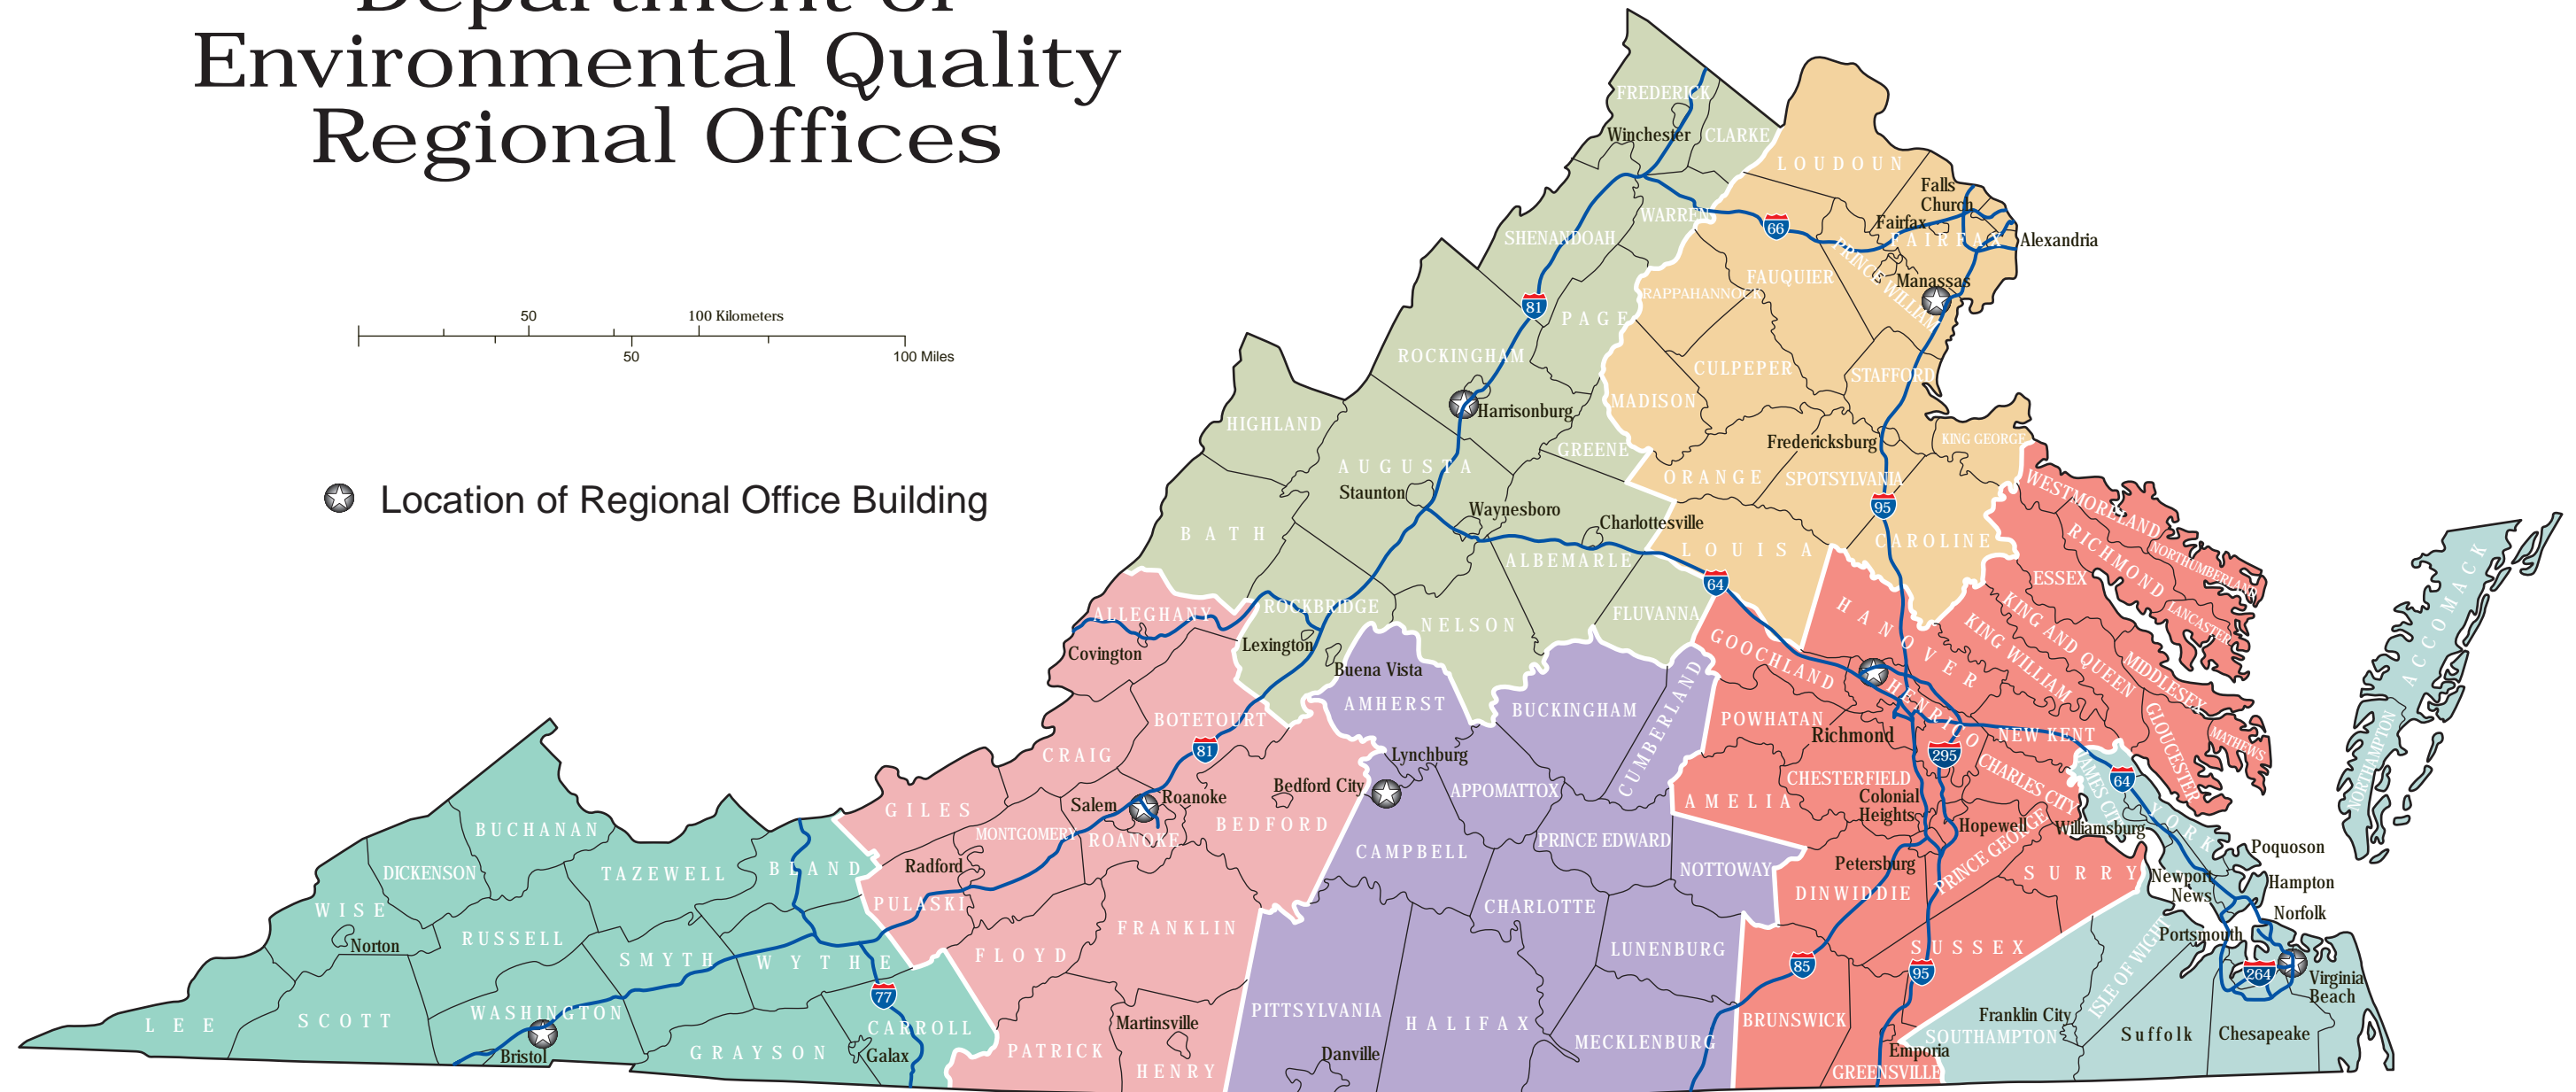 Department of
Environmental Quality
Regional Offices
50
100 Kilometers
50
100 Miles
Location of Regional Office Building
FREDERICK
Winchester
CLARKE
LOUDOUN
Falls
Church
Fairfax
FAIRFAX
Alexandria
WARREN
66
SHENANDOAH
PRINCE WILLIAM
Manassas
FAUQUIER
RAPPAHANNOCK
81
PAGE
ROCKINGHAM
CULPEPER
STAFFORD
MADISON
Harrisonburg
HIGHLAND
GREENE
Fredericksburg
KING GEORGE
AUGUSTA
ORANGE
SPOTSYLVANIA
Staunton
Waynesboro
95
WESTMORELAND
Charlottesville
BATH
LOUISA
CAROLINE
RICHMOND
NORTHUMBERLAND
ALBEMARLE
64
ESSEX
ACCOMACK
ALLEGHANY
ROCKBRIDGE
NELSON
FLUVANNA
HANOVER
KING AND QUEEN
KING WILLIAM
LANCASTER
Covington
Lexington
GOOCHLAND
Buena Vista
MIDDLESEX
AMHERST
BUCKINGHAM
CUMBERLAND
HENRICO
BOTETOURT
POWHATAN
Richmond
NEW KENT
GLOUCESTER
MATHEWS
NORTHAMPTON
81
CRAIG
Lynchburg
295
CHARLES CITY
JAMES CITY
64
Bedford City
APPOMATTOX
CHESTERFIELD
Colonial
Heights
AMELIA
GILES
Salem
Roanoke
BEDFORD
Hopewell
Williamsburg
YORK
MONTGOMERY
ROANOKE
BUCHANAN
PRINCE EDWARD
Poquoson
CAMPBELL
NOTTOWAY
Petersburg
PRINCE GEORGE
SURRY
Radford
DICKENSON
TAZEWELL
BLAND
Newport
News
Hampton
PULASKI
DINWIDDIE
WISE
CHARLOTTE
Norfolk
FRANKLIN
Norton
RUSSELL
Portsmouth
LUNENBURG
SUSSEX
ISLE OF WIGHT
SMYTH
WYTHE
FLOYD
85
95
264
Virginia
Beach
77
WASHINGTON
PITTSYLVANIA
LEE
SCOTT
CARROLL
Martinsville
HALIFAX
BRUNSWICK
Franklin City
SOUTHAMPTON
Suffolk
Chesapeake
MECKLENBURG
Bristol
GRAYSON
Galax
PATRICK
Danville
Emporia
HENRY
GREENSVILLE